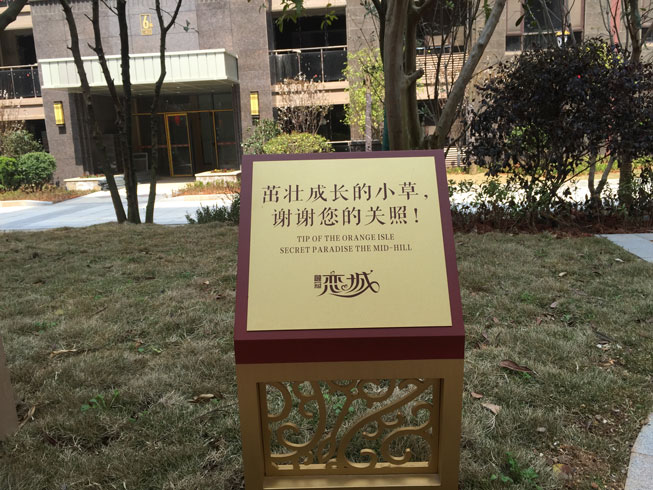 茁壮成长的小草，
谢谢您的关照！
TIP OF THE ORANGE ISLE
SECRET PARADISE THE MID-HILL
恋城
6